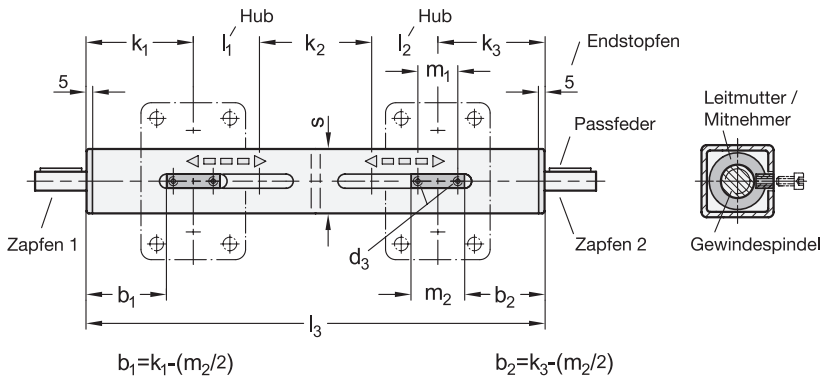 Hub
Hub
k1
l1
k2
l2
k3
Endstopfen
m1
5
5
Leitmutter /
Mitnehmer
s
Passfeder
Zapfen 1
Zapfen 2
Gewindespindel
d3
b1
m2
b2
l3
b1=k1-(m2/2)
b2=k3-(m2/2)